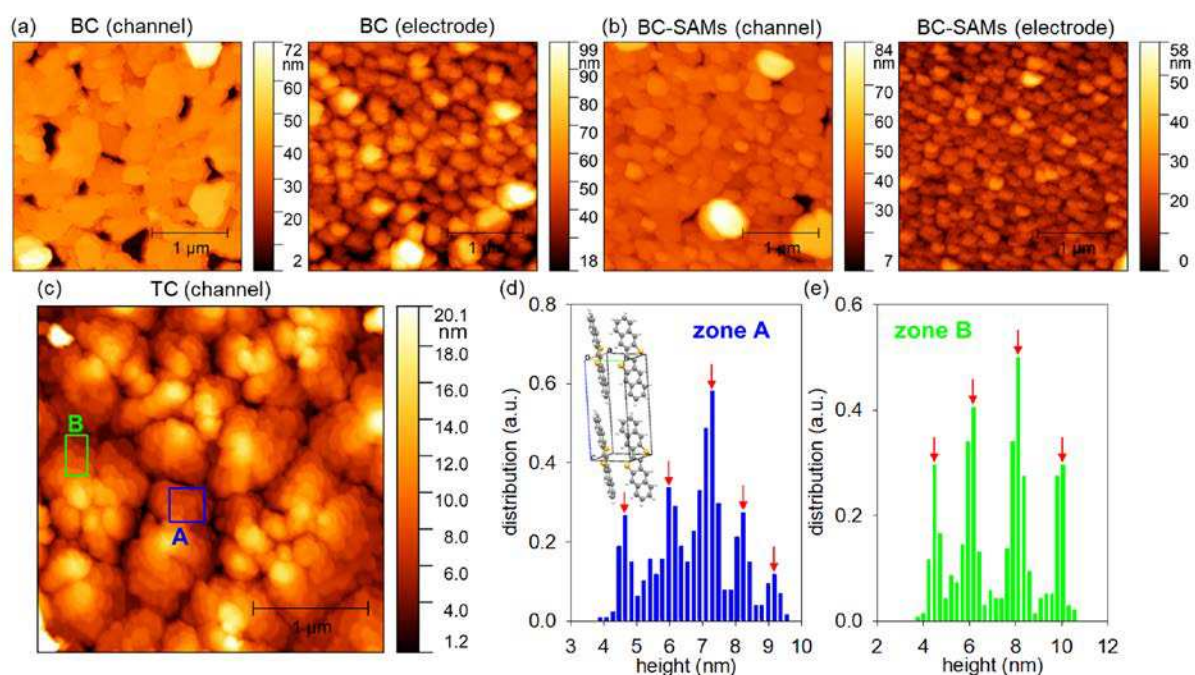 (a) BC (channel) BC (electrode) (b) BC-SAMs (channel) BC-SAMs (electrode)
72
nm
60
50
40
30
20
2
1 µm
99
nm
90
80
70
60
50
40
30
18
1 µm
84
nm
70
50
30
7
1 µm
58
nm
50
40
30
20
10
0
1 µm
(c) TC (channel)
B
A
1 µm
20.1
nm
18.0
16.0
14.0
12.0
10.0
8.0
6.0
4.0
1.2
(d)
zone A
distribution (a.u.)
0.8
0.6
0.4
0.2
0.0
3 4 5 6 7 8 9 10
height (nm)
(e)
zone B
distribution (a.u.)
0.6
0.4
0.2
0.0
2 4 6 8 10 12
height (nm)